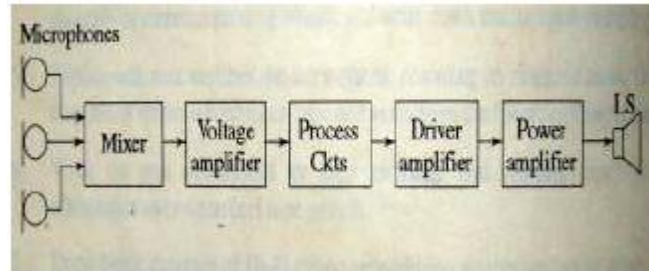 Microphones
LS
Mixer
Voltage
amplifier
Process
Ckts
Driver
amplifier
Power
amplifier